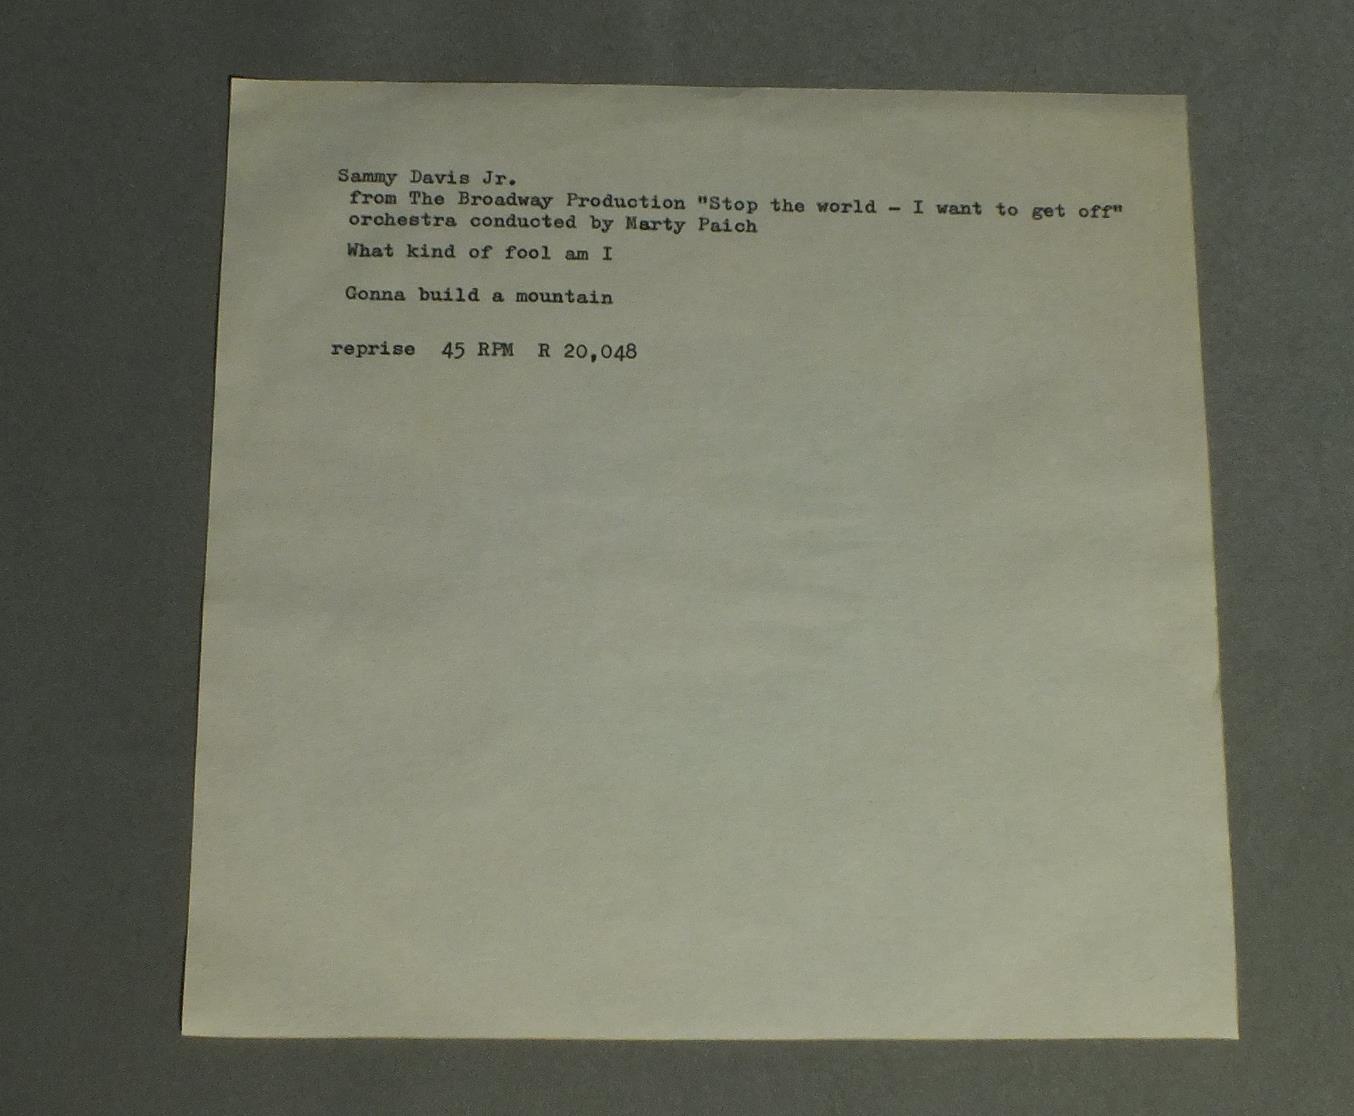 Sammy Davis Jr.
from The Broadway Production "Stop the world - I want to get off"
orchestra conducted by Marty Paich
What kind of fool am I
Gonna build a mountain
reprise 45 RPM R 20,048